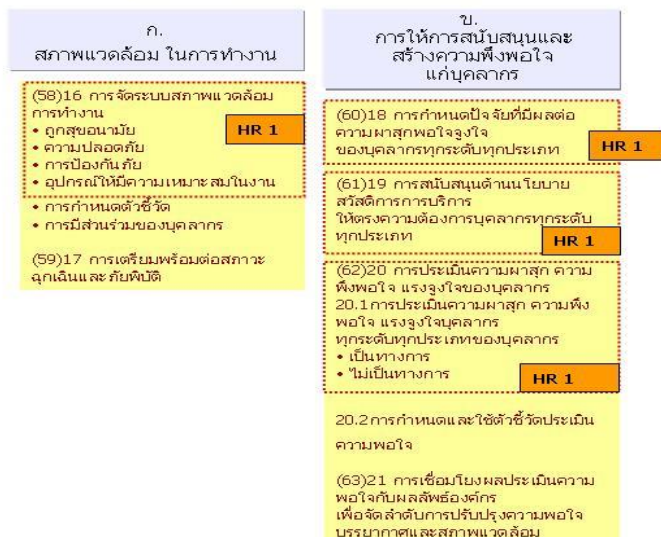 ก.
สภาพแวดล้อม ในการทำงาน
(58)16 การจัดระบบสภาพแวดล้อม
การทำงาน
• ถูกสุขอนามัย
• ความปลอดภัย
• การป้องกันภัย
• อุปกรณ์ให้มีความเหมาะสมในงาน
HR 1
• การกำหนดตัวชี้วัด
• การมีส่วนร่วมของบุคลากร
(59)17 การเตรียมพร้อมต่อสภาวะ
ฉุกเฉินและภัยพิบัติ
ข.
การให้การสนับสนุนและ
สร้างความพึงพอใจ
แก่บุคลากร
(60)18 การกำหนดปัจจัยที่มีผลต่อ
ความผาสุกพอใจจูงใจ
ของบุคลากรทุกระดับทุกประเภท
HR 1
(61)19 การสนับสนุนด้านนโยบาย
สวัสดิการการบริการ
ให้ตรงความต้องการบุคลากรทุกระดับ
ทุกประเภท
HR 1
(62)20 การประเมินความผาสุก ความ
พึงพอใจ แรงจูงใจของบุคลากร
20.1การประเมินความผาสุก ความพึง
พอใจ แรงจูงใจบุคลากร
ทุกระดับทุกประเภทของบุคลากร
• เป็นทางการ
• ไม่เป็นทางการ
HR 1
20.2การกำหนดและใช้ตัวชี้วัดประเมิน
ความพอใจ
(63)21 การเชื่อมโยงผลประเมินความ
พอใจกับผลลัพธ์องค์กร
เพื่อจัดลำดับการปรับปรุงความพอใจ
บรรยากาศและสภาพแวดล้อม